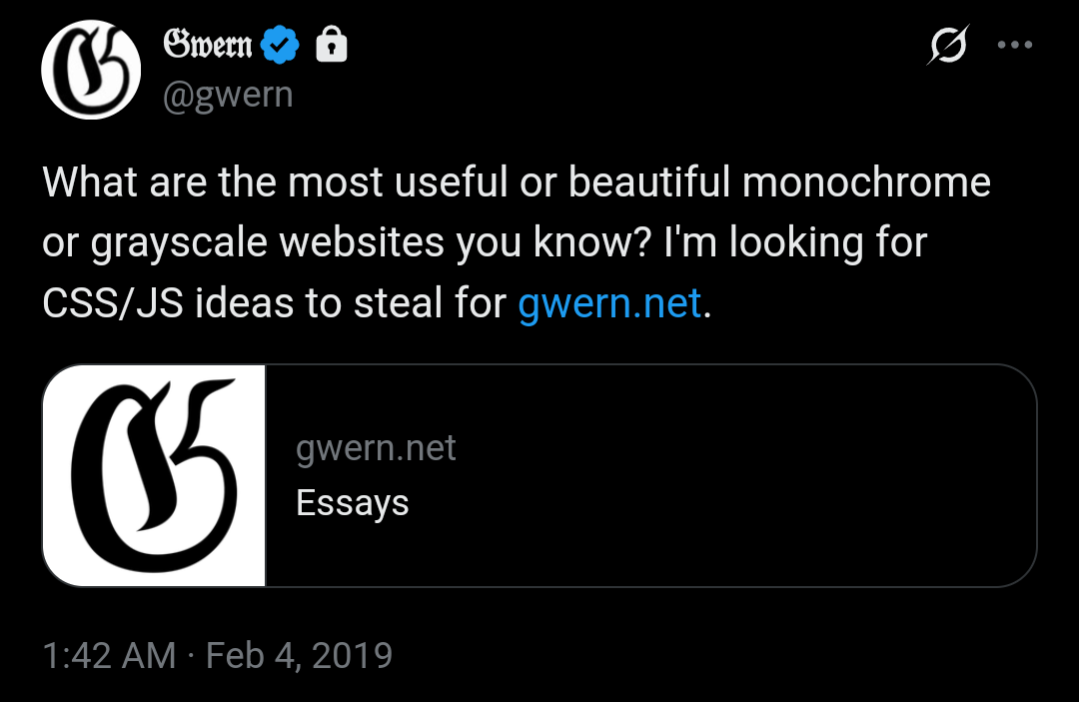 Gwern
@gwern
What are the most useful or beautiful monochrome
or grayscale websites you know? I'm looking for
CSS/JS ideas to steal for gwern.net.
gwern.net
Essays
1:42 AM · Feb 4, 2019